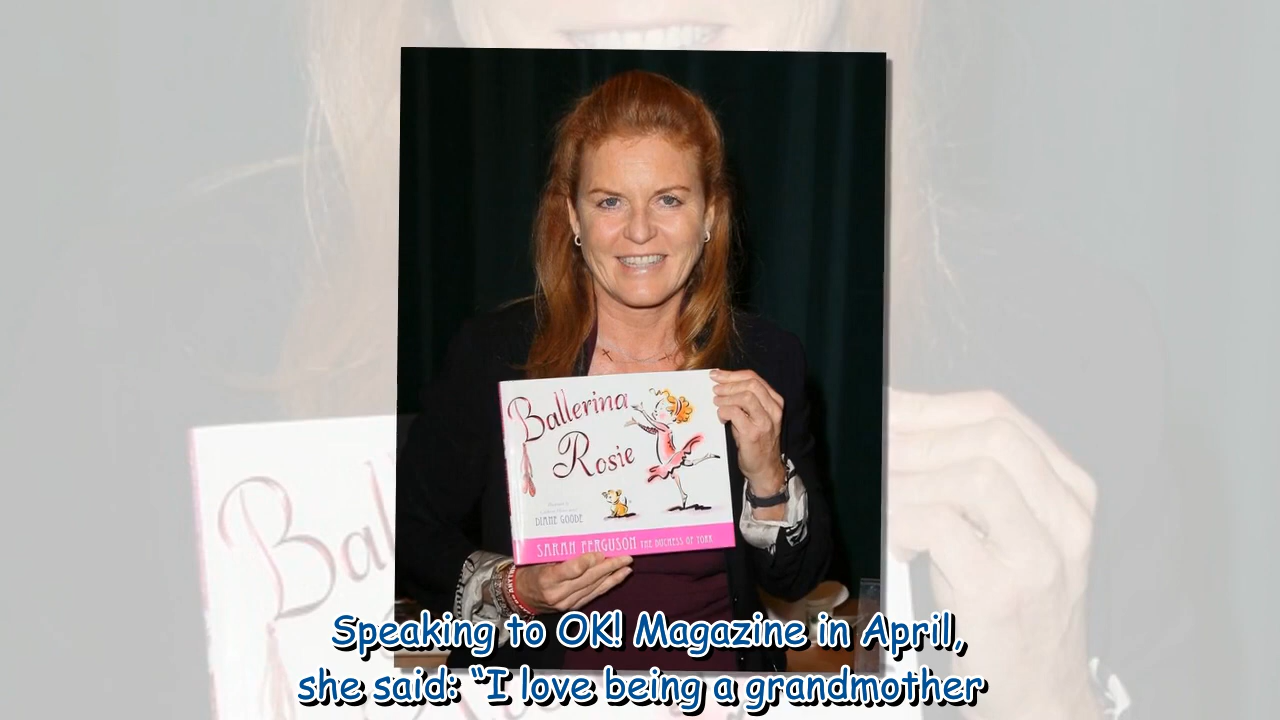 Ballerina
Rosie
DIANE GOODE
SARAH FERGUSON THE DUCHESS OF YORK
Bal
Speaking to OK! Magazine in April,
she said: “I love being a grandmother